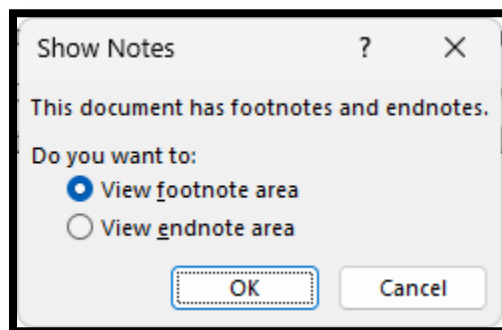 Show Notes ?
This document has footnotes and endnotes.
Do you want to:
View footnote area
View endnote area
OK Cancel